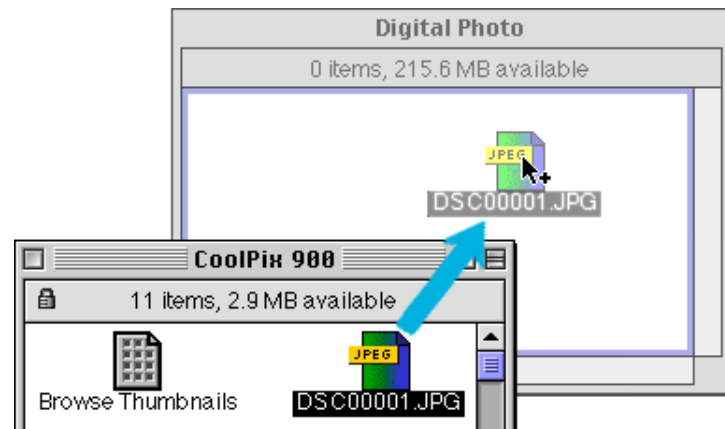 Digital Photo
0 items, 215.6 MB available
JPEG
DSC00001.JPG
CoolPix 900
11 items, 2.9 MB available
JPEG
Browse Thumbnails
DSC00001.JPG